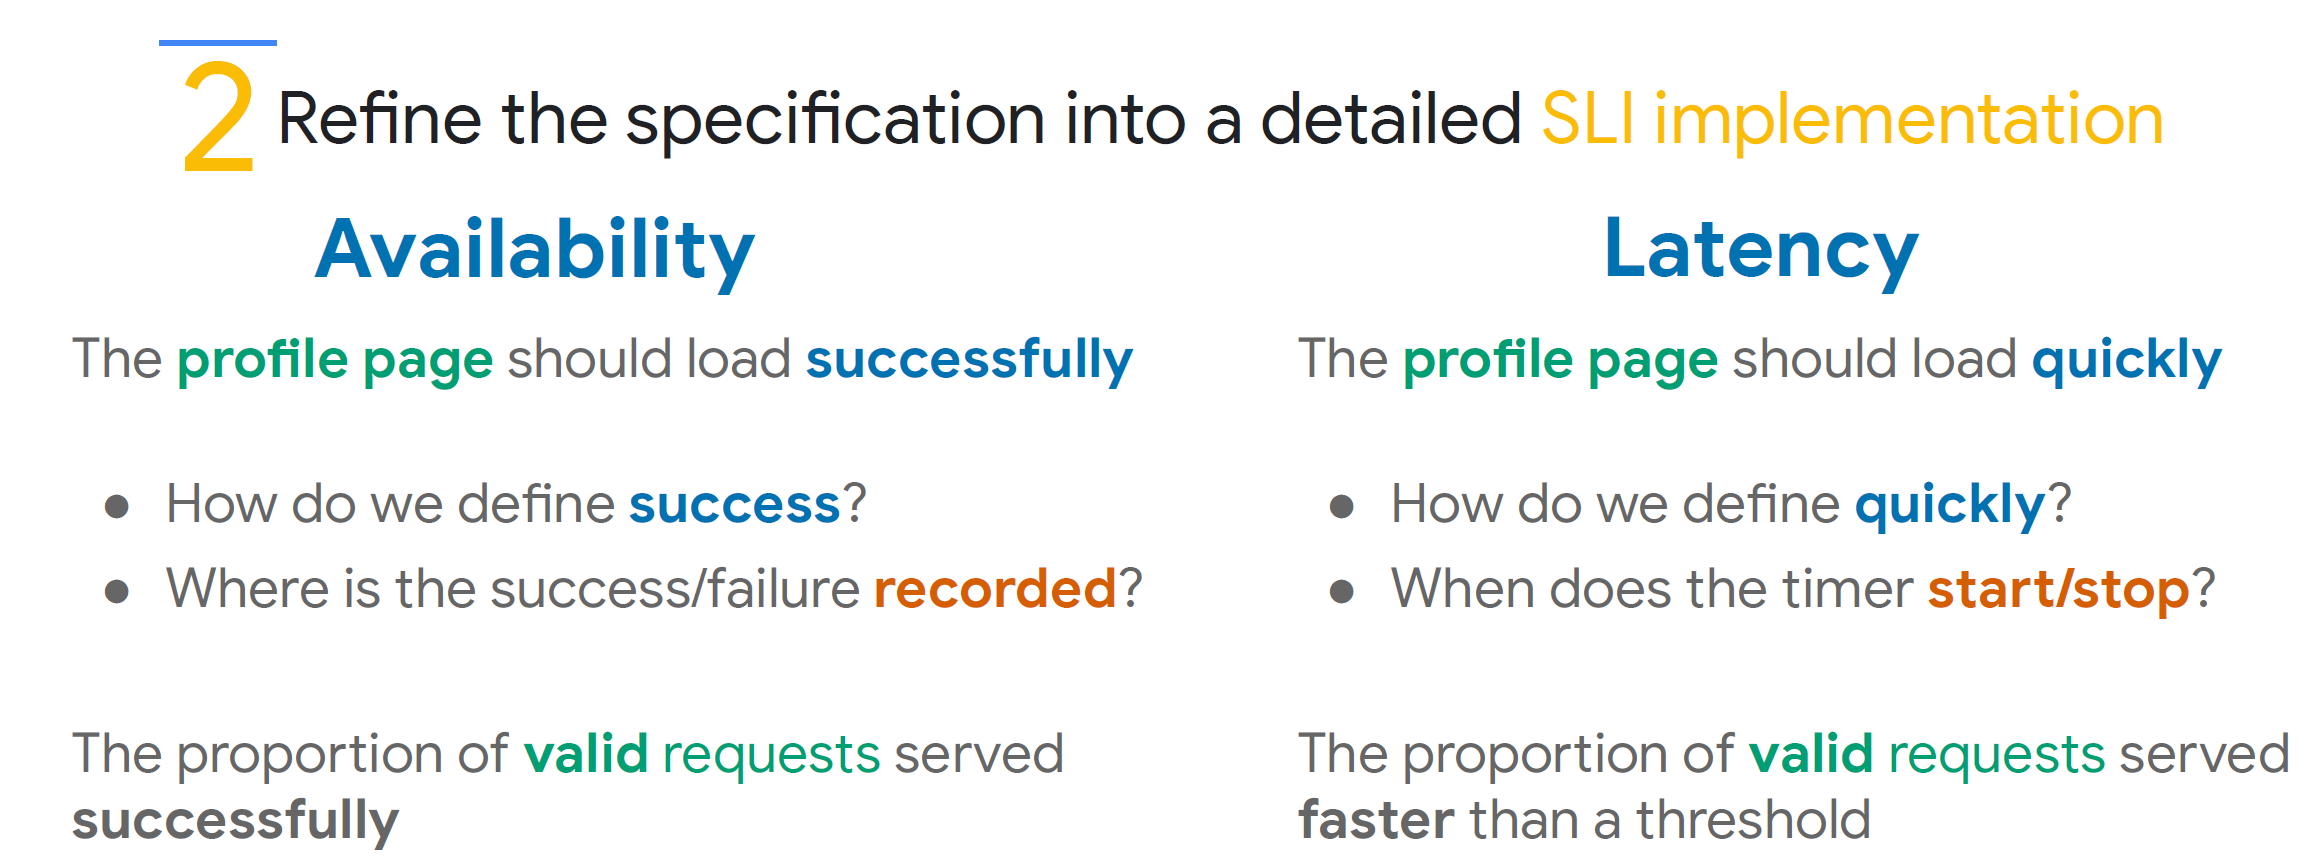 2 Refine the specification into a detailed SLI implementation
Availability
The profile page should load successfully
● How do we define success?
● Where is the success/failure recorded?
The proportion of valid requests served
successfully
Latency
The profile page should load quickly
● How do we define quickly?
● When does the timer start/stop?
The proportion of valid requests served
faster than a threshold